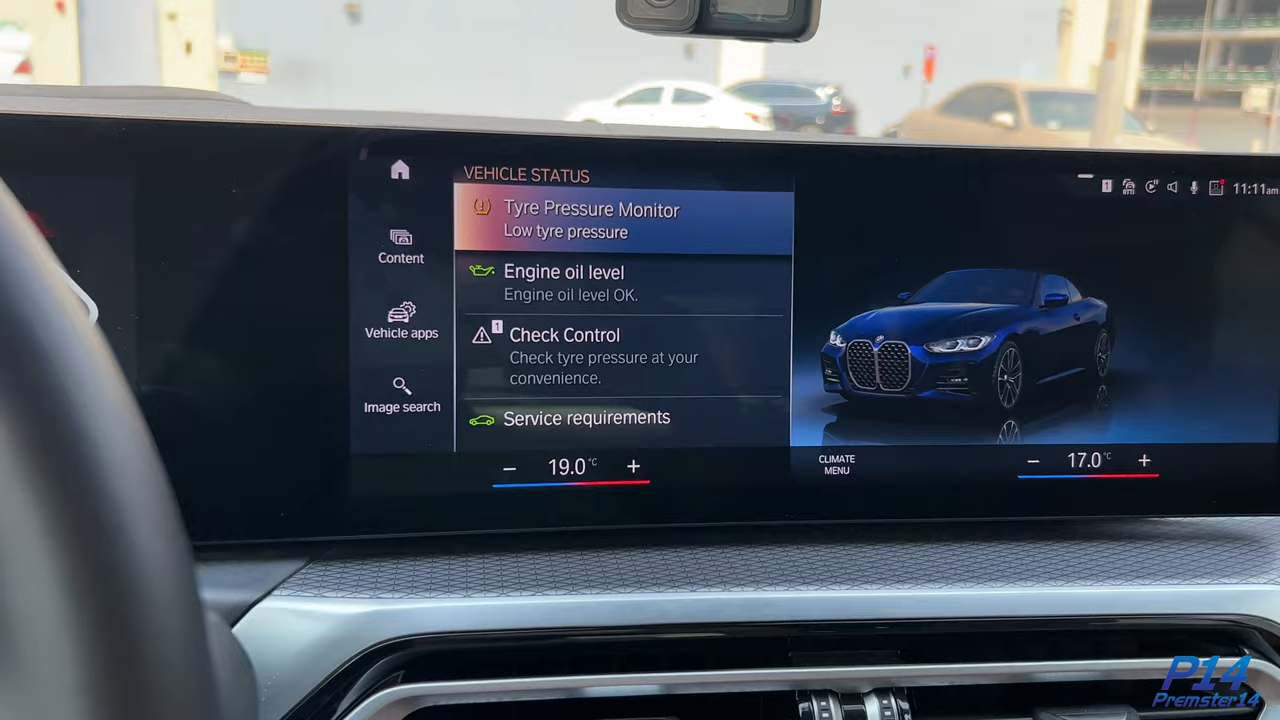 VEHICLE STATUS
Tyre Pressure Monitor
Low tyre pressure
Engine oil level
Engine oil level OK.
1
Check Control
Check tyre pressure at your
convenience.
Service requirements
Content
Vehicle apps
Image search
1
11:11am
− 19.0 °C +
CLIMATE
MENU
− 17.0 °C +
P14
Premster14